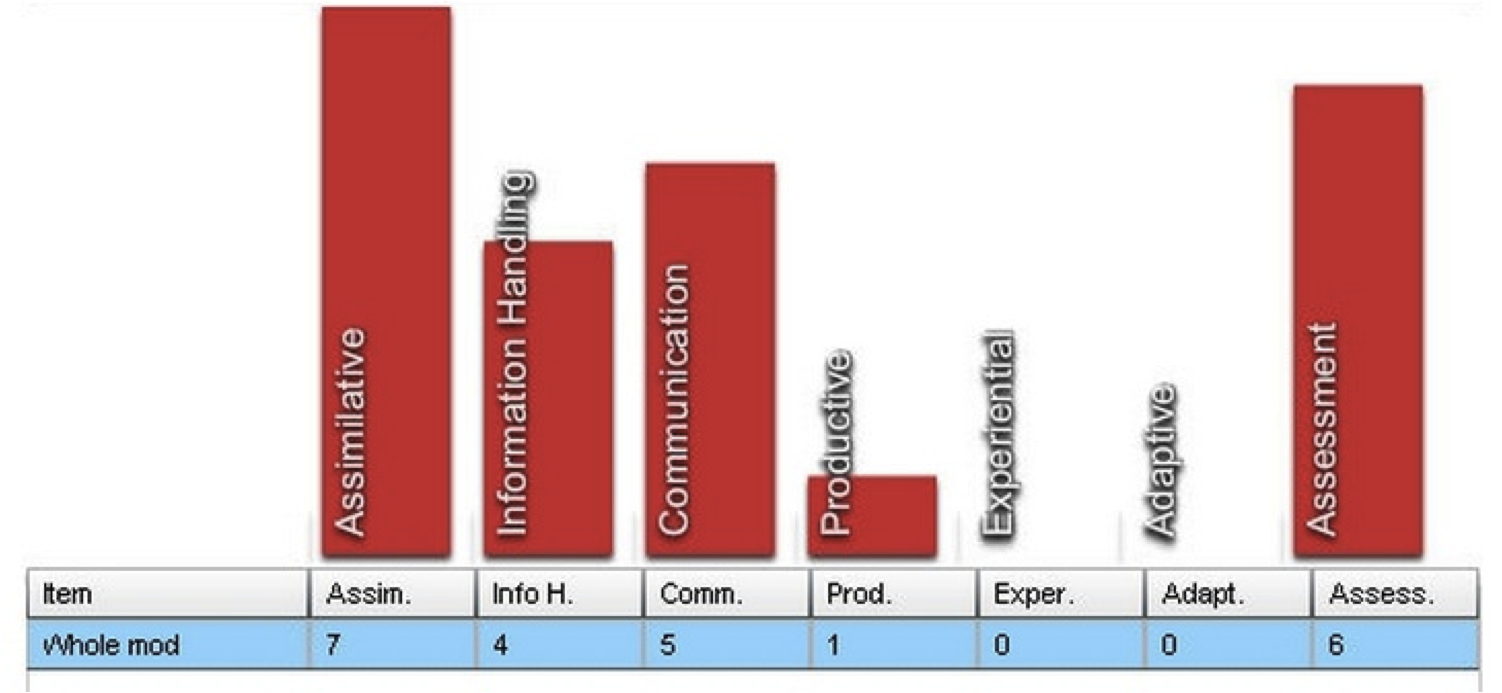 Assimilative
Information Handling
Communication
Productive
Experiential
Adaptive
Assessment
Item Assim. Info H. Comm. Prod. Exper. Adapt. Assess.
Whole mod 7 4 5 1 0 0 6